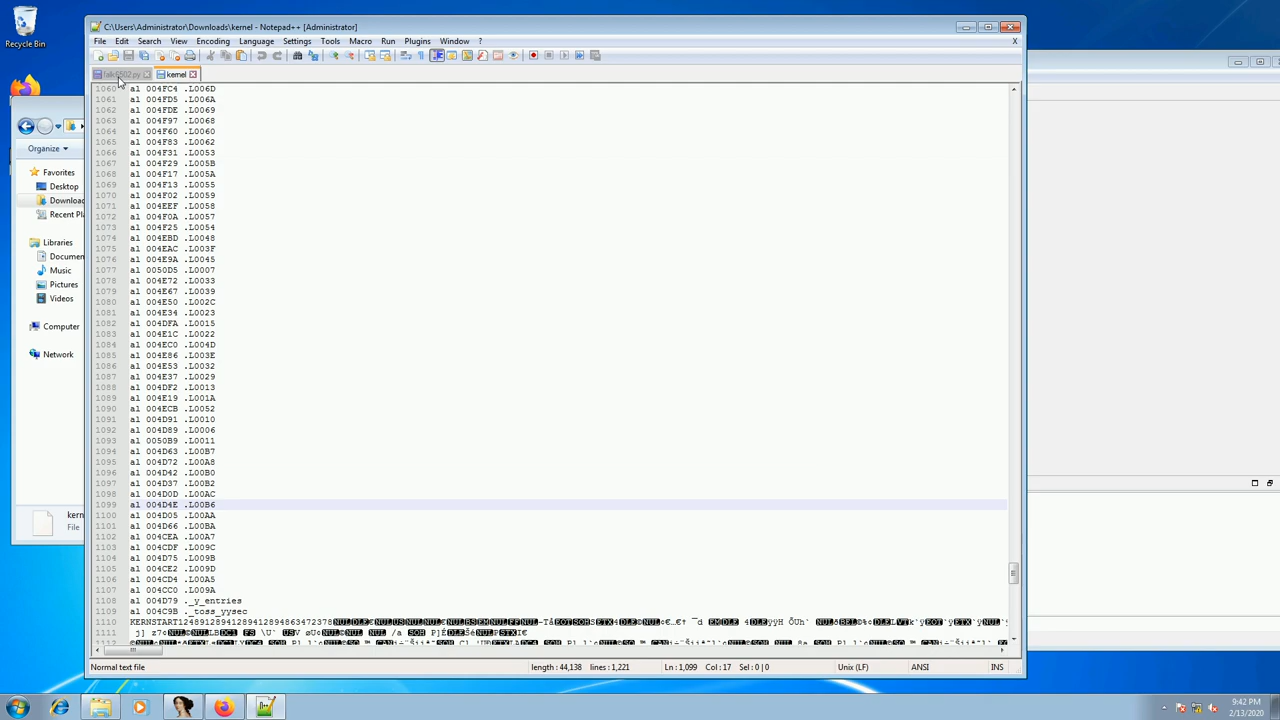 Recycle Bin
C:\Users\Administrator\Downloads\kernel - Notepad++ [Administrator]
File Edit Search View Encoding Language Settings Tools Macro Run Plugins Window ?
X
kernel
1060 al 004FC4 .L006D
1061 al 004FD5 .L006A
1062 al 004FDE .L0069
1063 al 004F97 .L0068
1064 al 004F60 .L0060
1065 al 004F83 .L0062
1066 al 004F31 .L0053
1067 al 004F29 .L005B
1068 al 004F17 .L005A
1069 al 004F13 .L0055
1070 al 004F02 .L0059
1071 al 004EEF .L0058
1072 al 004F0A .L0057
1073 al 004F25 .L0054
1074 al 004EBD .L0048
1075 al 004EAC .L003F
1076 al 004E9A .L0045
1077 al 0050D5 .L0007
1078 al 004E72 .L0033
1079 al 004E67 .L0039
1080 al 004E50 .L002C
1081 al 004E34 .L0023
1082 al 004DFA .L0015
1083 al 004E1C .L0022
1084 al 004EC0 .L004D
1085 al 004E86 .L003E
1086 al 004E53 .L0032
1087 al 004E37 .L0029
1088 al 004DF2 .L0013
1089 al 004E19 .L001A
1090 al 004ECB .L0052
1091 al 004D91 .L0010
1092 al 004D89 .L0006
1093 al 0050B9 .L0011
1094 al 004D63 .L00B7
1095 al 004D72 .L00A8
1096 al 004D42 .L00B0
1097 al 004D37 .L00B2
1098 al 004D0D .L00AC
1099 al 004D4E .L00B6
1100 al 004D05 .L00AA
1101 al 004D66 .L00BA
1102 al 004CEA .L00A7
1103 al 004CDF .L009C
1104 al 004D75 .L009B
1105 al 004CE2 .L009D
1106 al 004CD4 .L00A5
1107 al 004CC0 .L009A
1108 al 004D79 ._y_entries
1109 al 004C9B ._toss_yysec
1110
1111
Organize
Favorites
Desktop
Downloa
Recent Pla
Libraries
Documen
Music
Pictures
Videos
Computer
Network
kern
File
Normal text file length : 44,138 lines : 1,221 Ln : 1,099 Col : 17 Sel : 0 | 0 Unix (LF) ANSI INS
9:42 PM
2/13/2020